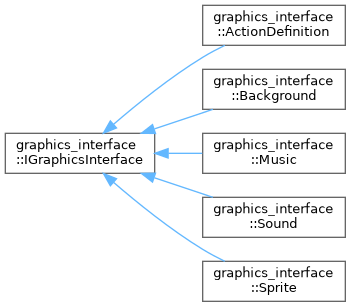 graphics_interface
::ActionDefinition
graphics_interface
::Background
graphics_interface
::IGraphicsInterface
graphics_interface
::Music
graphics_interface
::Sound
graphics_interface
::Sprite